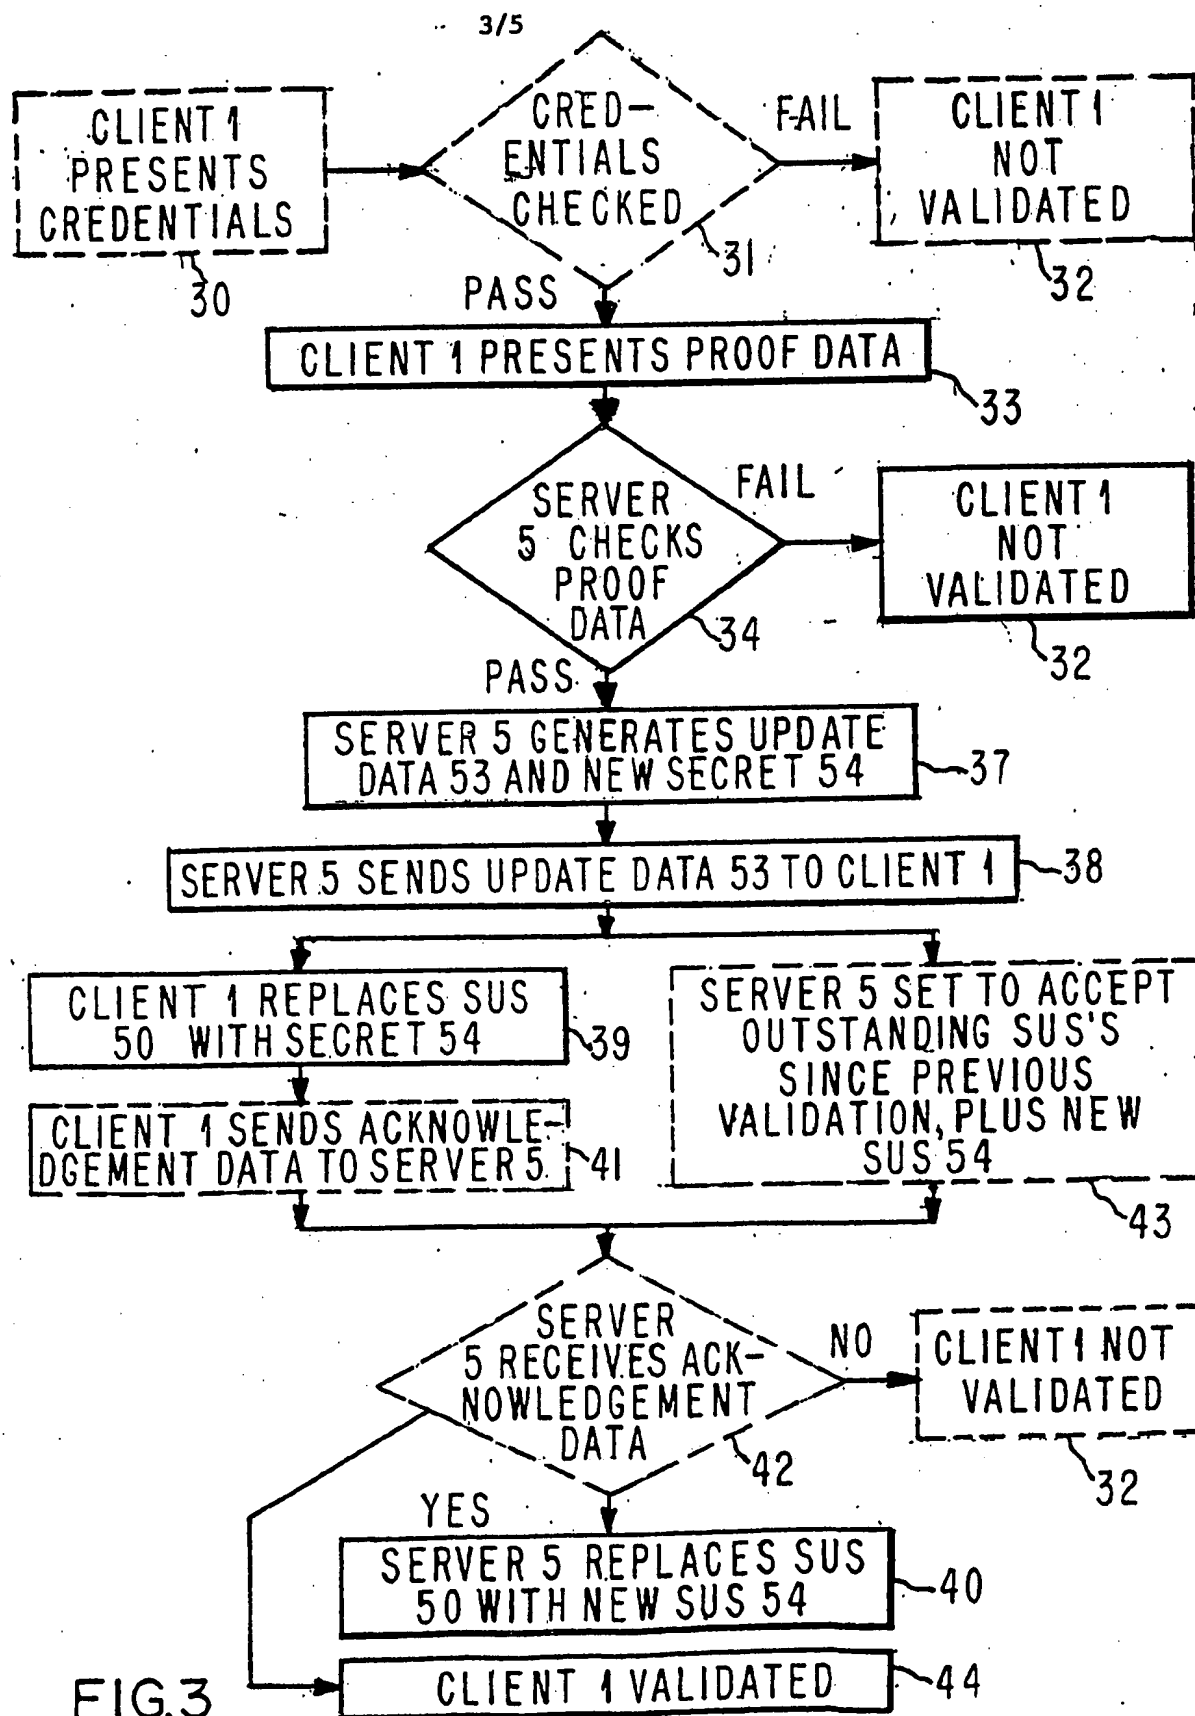 3/5
CLIENT 1
PRESENTS
CREDENTIALS
30
CRED-
ENTIALS
CHECKED
31
FAIL
CLIENT 1
NOT
VALIDATED
32
PASS
CLIENT 1 PRESENTS PROOF DATA
33
SERVER
5 CHECKS
PROOF
DATA
34
FAIL
CLIENT 1
NOT
VALIDATED
32
PASS
SERVER 5 GENERATES UPDATE
DATA 53 AND NEW SECRET 54
37
SERVER 5 SENDS UPDATE DATA 53 TO CLIENT 1
38
CLIENT 1 REPLACES SUS
50 WITH SECRET 54
39
CLIENT 1 SENDS ACKNOWLE-
DGEMENT DATA TO SERVER 5
41
SERVER 5 SET TO ACCEPT
OUTSTANDING SUS'S
SINCE PREVIOUS
VALIDATION, PLUS NEW
SUS 54
43
SERVER
5 RECEIVES ACK-
NOWLEDGEMENT
DATA
42
NO
CLIENT 1 NOT
VALIDATED
32
YES
SERVER 5 REPLACES SUS
50 WITH NEW SUS 54
40
CLIENT 1 VALIDATED
44
FIG.3